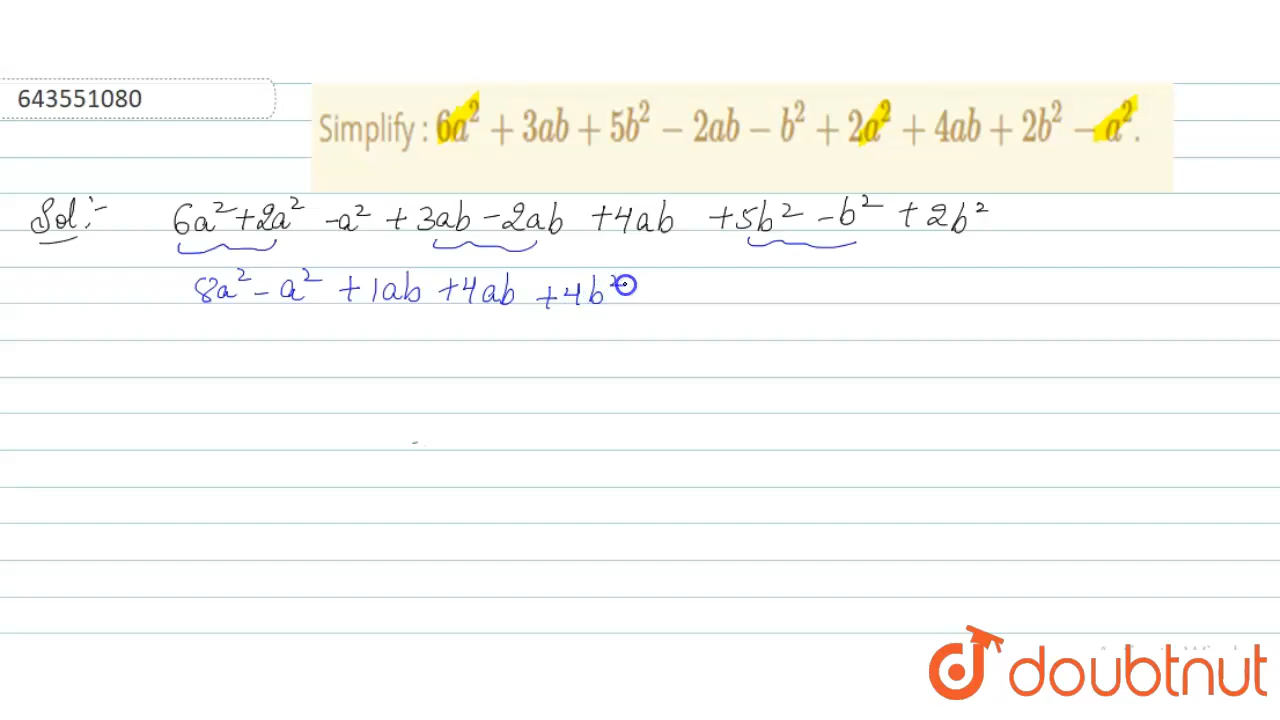 643551080
Simplify : 6a² + 3ab + 5b² − 2ab − b² + 2a² + 4ab + 2b² − a².
Sol:- 6a²+2a² -a² + 3ab -2ab +4ab +5b² -b² + 2b²
8a² - a² + 1ab +4ab +4b²
doubtnut